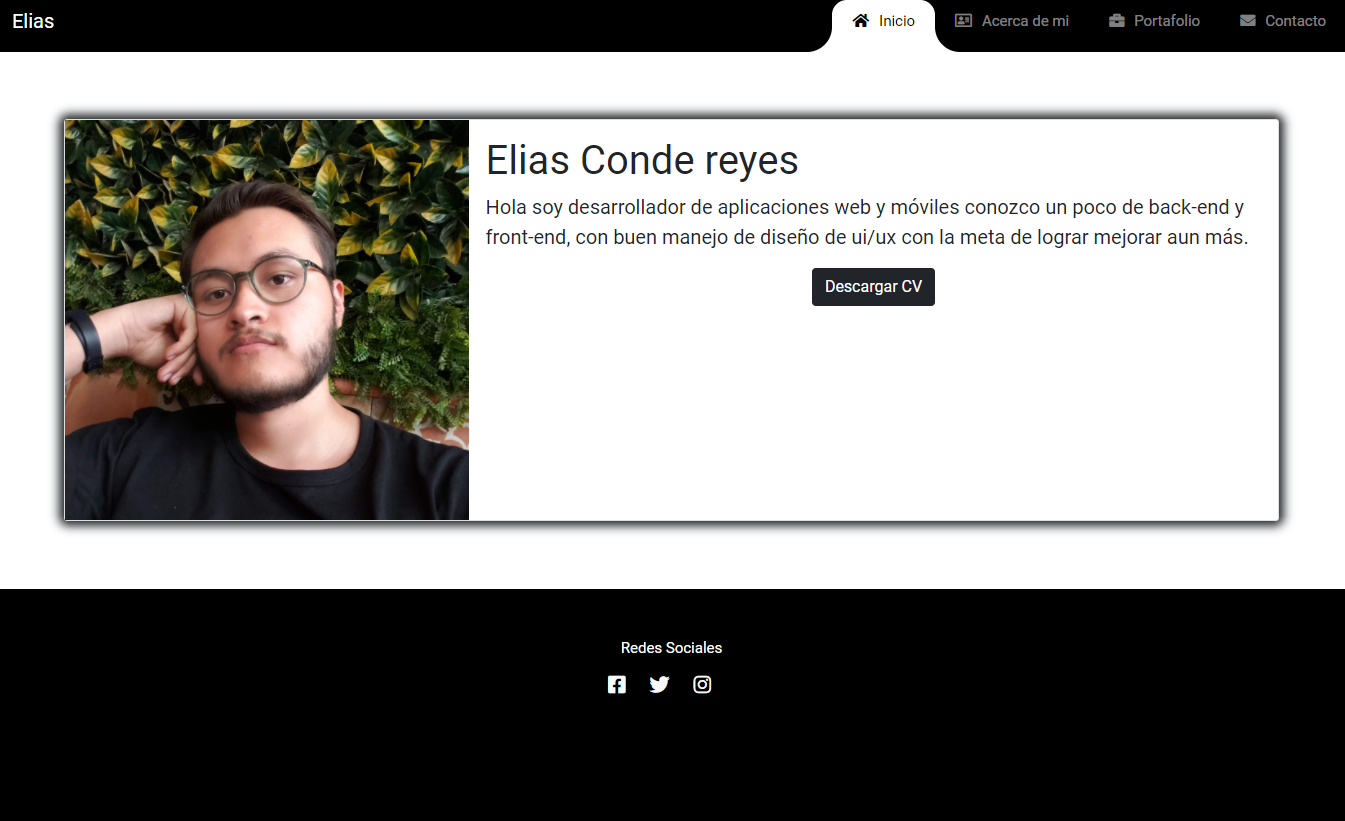 Elias
Inicio
Acerca de mi
Portafolio
Contacto
Elias Conde reyes
Hola soy desarrollador de aplicaciones web y móviles conozco un poco de back-end y
front-end, con buen manejo de diseño de ui/ux con la meta de lograr mejorar aun más.
Descargar CV
Redes Sociales